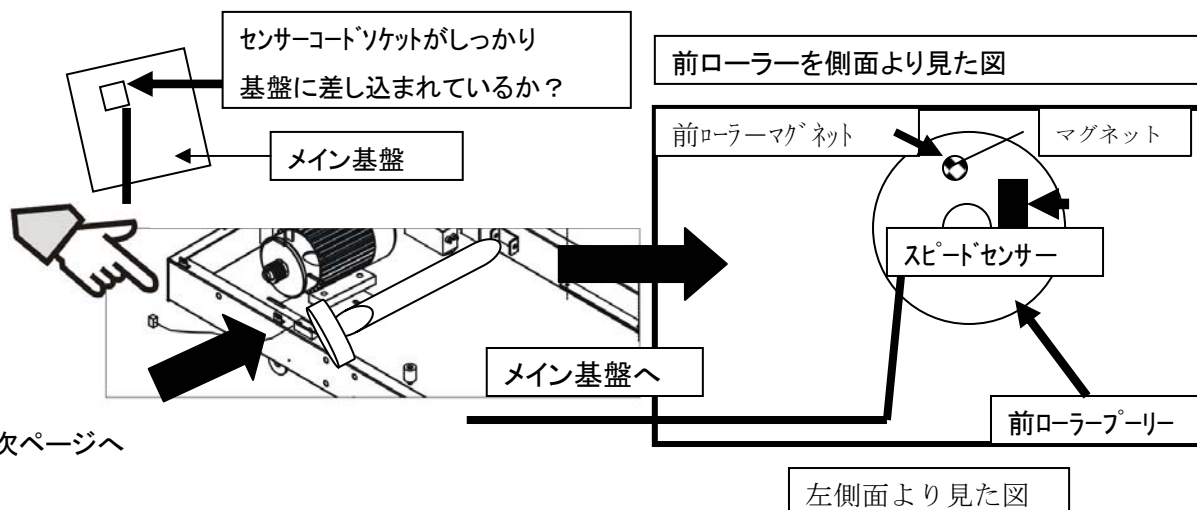 センサーコードソケットがしっかり
基盤に差し込まれているか？
メイン基盤
前ローラーを側面より見た図
前ﾛｰﾗーﾏｸﾞﾈｯﾄ
マグネット
スピードセンサー
メイン基盤へ
前ローラープーリー
次ページへ
左側面より見た図